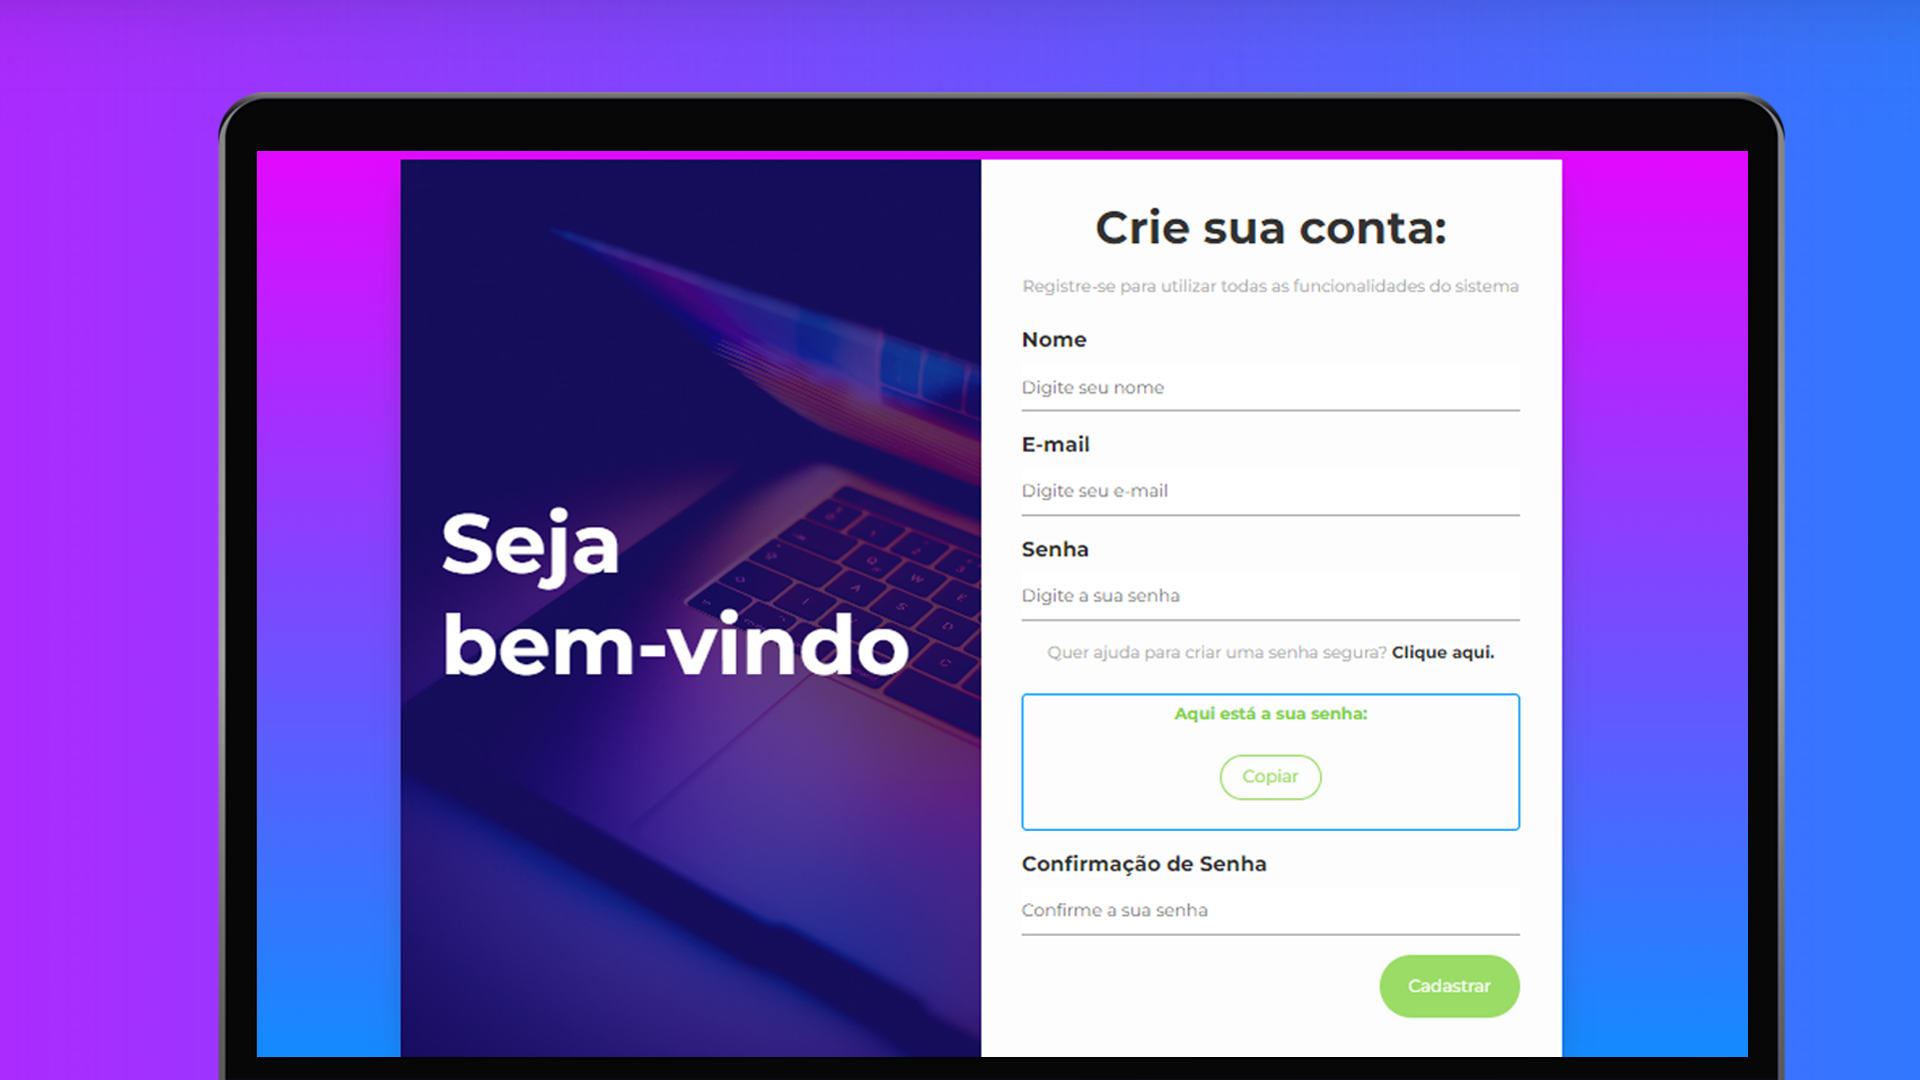 Seja
bem-vindo
Crie sua conta:
Registre-se para utilizar todas as funcionalidades do sistema
Nome
Digite seu nome
E-mail
Digite seu e-mail
Senha
Digite a sua senha
Quer ajuda para criar uma senha segura? Clique aqui.
Aqui está a sua senha:
Copiar
Confirmação de Senha
Confirme a sua senha
Cadastrar